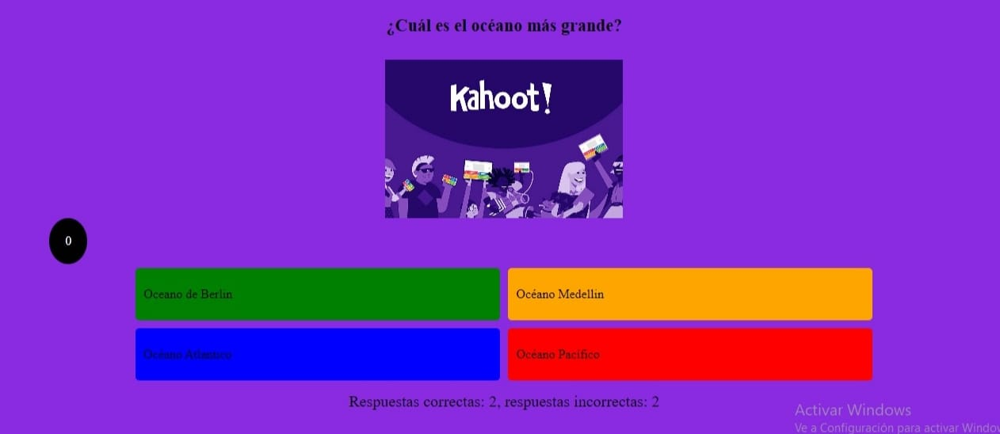 ¿Cuál es el océano más grande?
Kahoot!
0
Oceano de Berlin
Océano Medellin
Océano Atlantico
Océano Pacifico
Respuestas correctas: 2, respuestas incorrectas: 2
Activar Windows
Ve a Configuración para activar Window